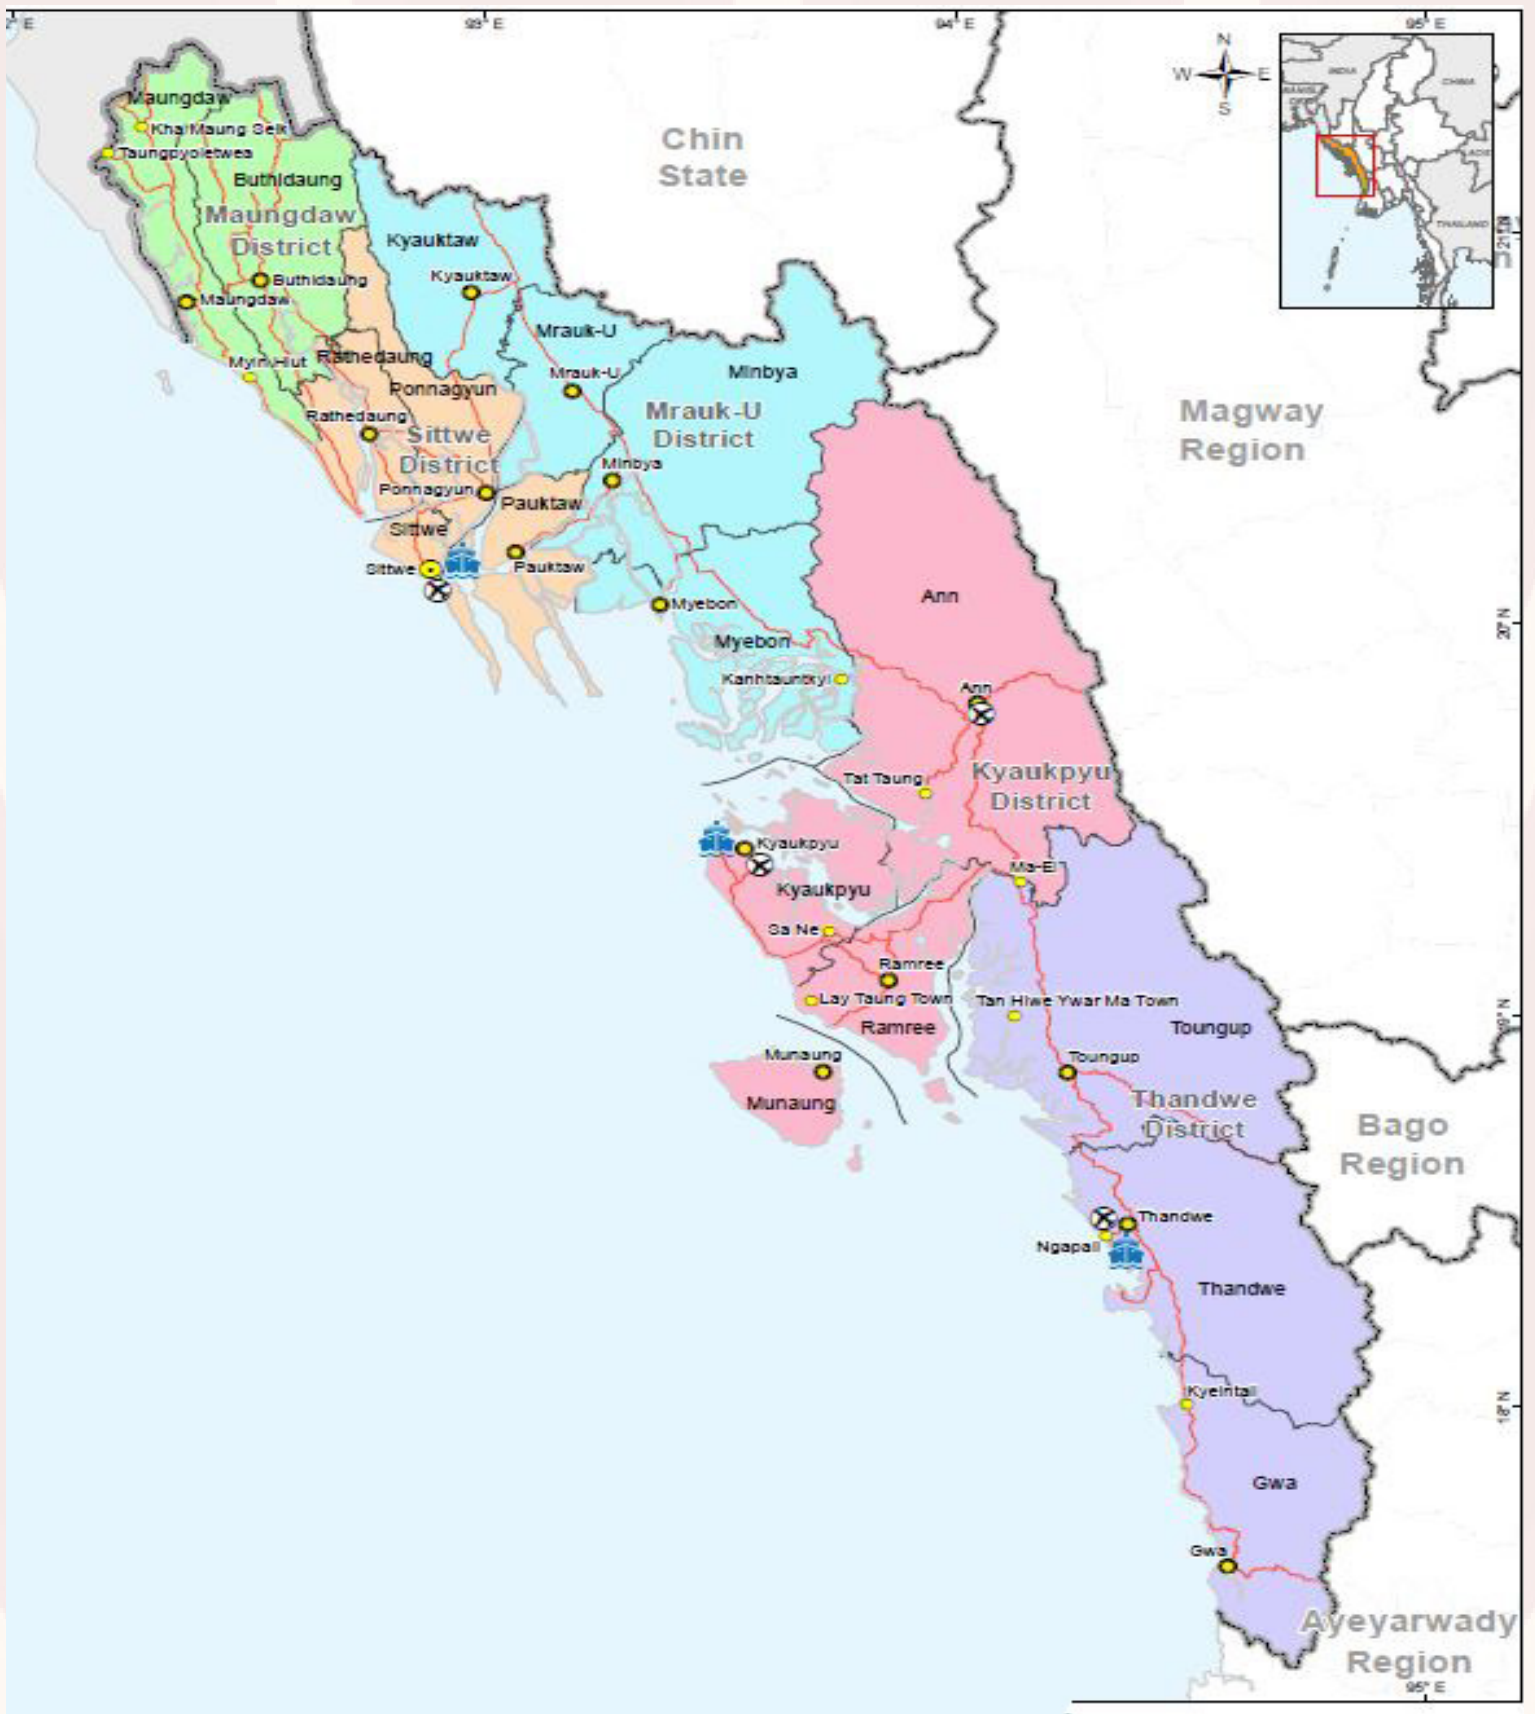 93° E
94° E
95° E
N
W
E
S
INDIA
CHINA
THAILAND
Maungdaw
Kha Maung Seik
Taungpyoletwea
Buthidaung
Maungdaw
District
Buthidaung
Maungdaw
Myin Hlut
Chin
State
Kyauktaw
Kyauktaw
Mrauk-U
Mrauk-U
Minbya
Mrauk-U
District
Minbya
Rathedaung
Ponnagyun
Rathedaung
Sittwe
District
Ponnagyun
Pauktaw
Sittwe
Sittwe
Pauktaw
Myebon
Myebon
Kanhtauntkyi
Magway
Region
Ann
Ann
Tat Taung
Kyaukpyu
District
Kyaukpyu
Kyaukpyu
Ma-Ei
Sa Ne
Ramree
Lay Taung Town
Ramree
Munaung
Munaung
Tan Hlwe Ywar Ma Town
Toungup
Toungup
Thandwe
District
Bago
Region
Thandwe
Ngapali
Thandwe
Kyeintali
Gwa
Gwa
Ayeyarwady
Region
20° N
18° N
95° E